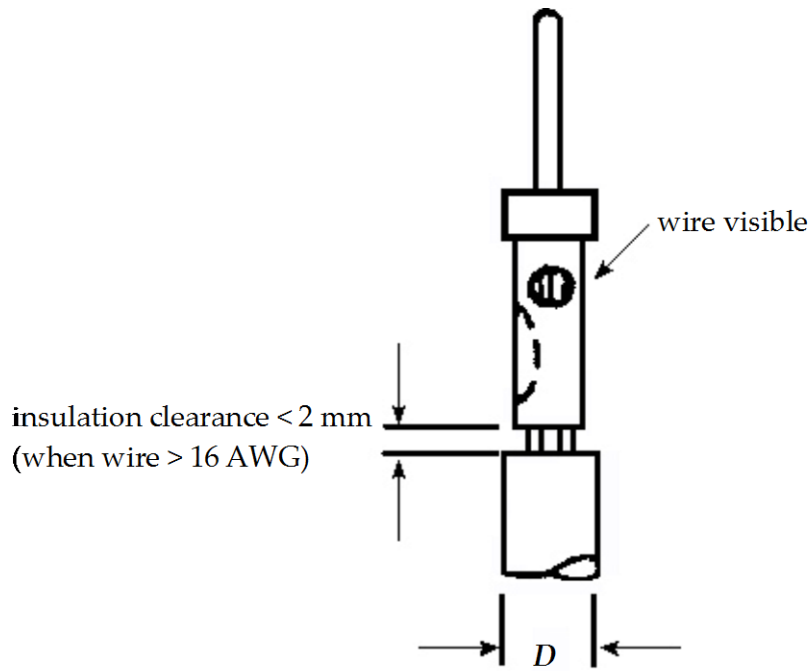 wire visible
insulation clearance < 2 mm
(when wire > 16 AWG)
D